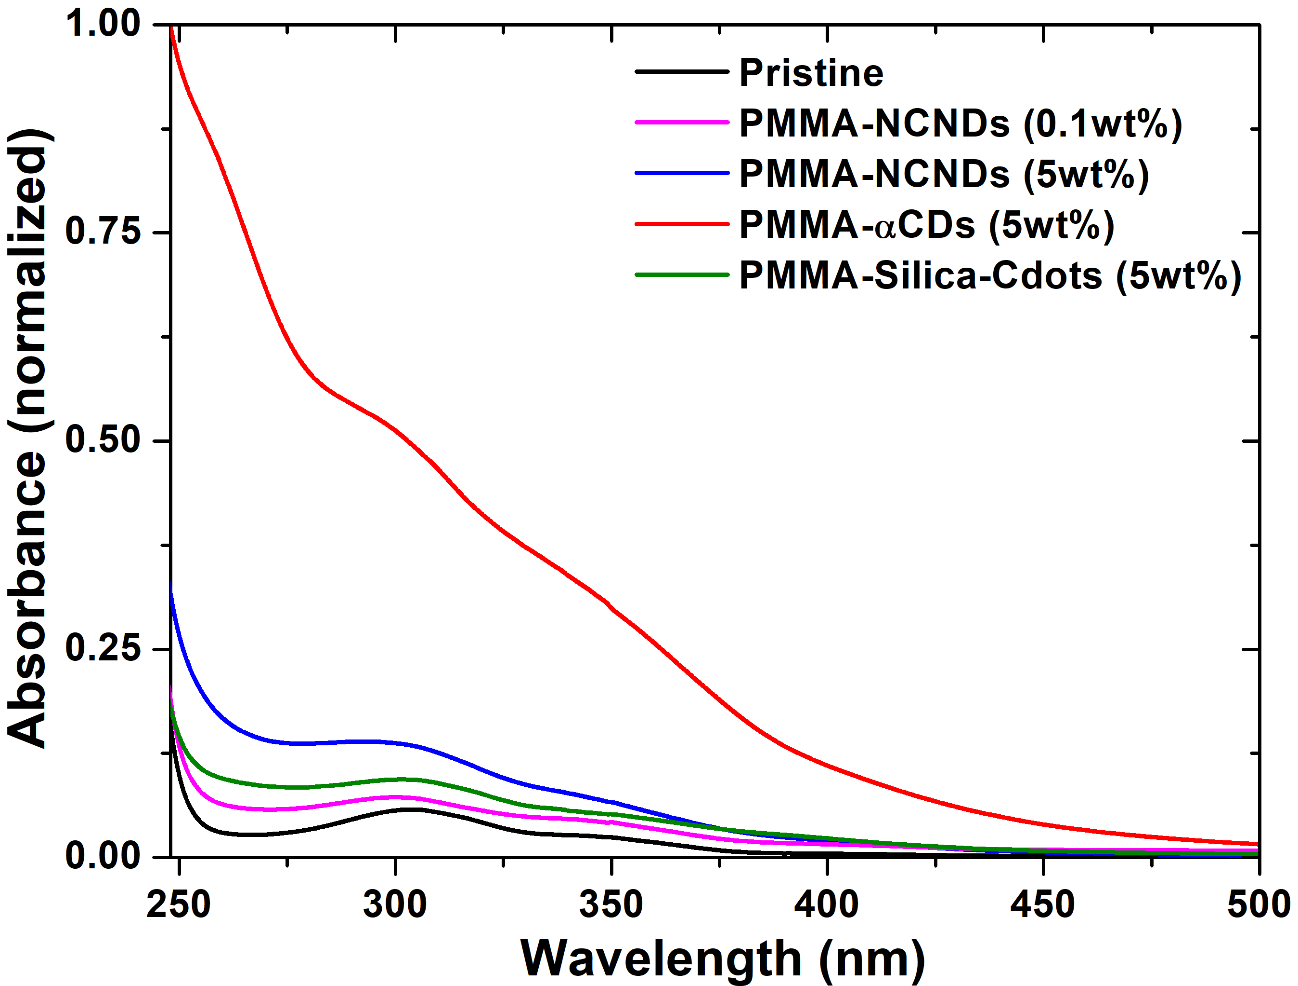 Absorbance (normalized)
1.00
0.75
0.50
0.25
0.00
Pristine
PMMA-NCNDs (0.1wt%)
PMMA-NCNDs (5wt%)
PMMA-αCDs (5wt%)
PMMA-Silica-Cdots (5wt%)
250 300 350 400 450 500
Wavelength (nm)